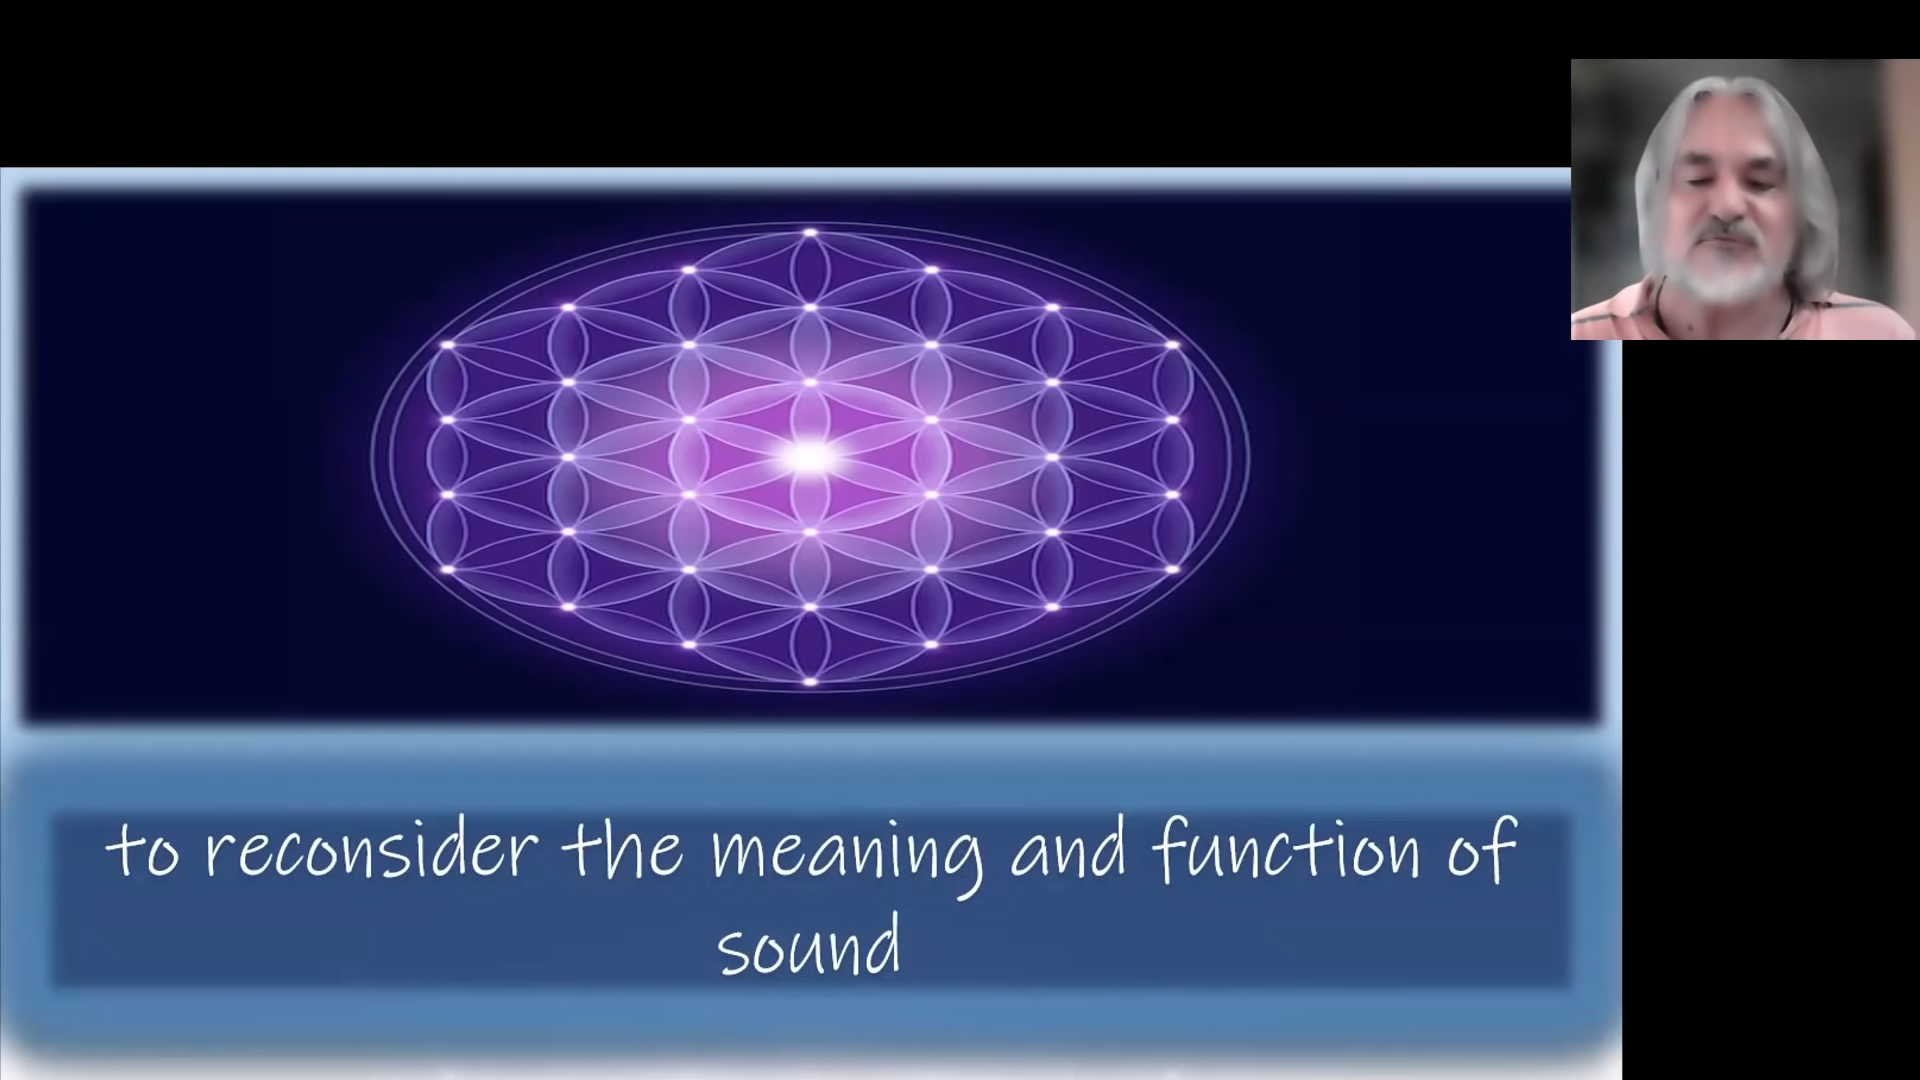 to reconsider the meaning and function of
sound